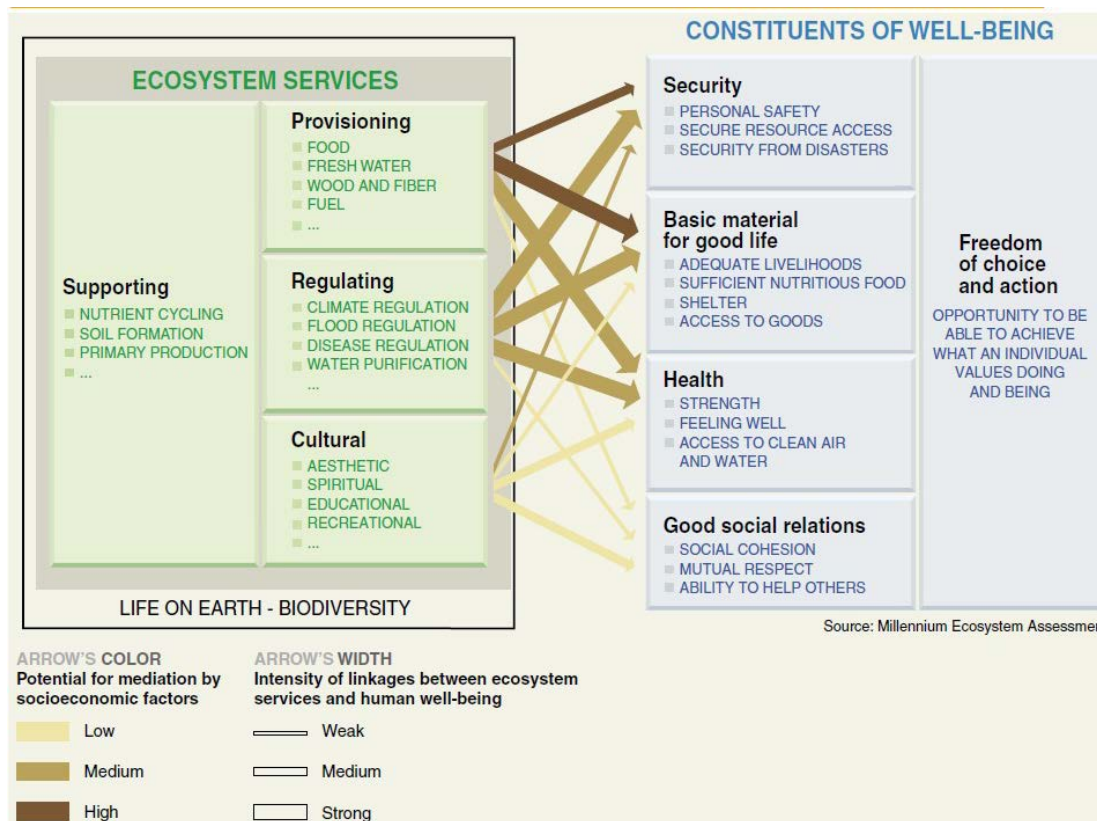 CONSTITUENTS OF WELL-BEING
ECOSYSTEM SERVICES
Supporting
NUTRIENT CYCLING
SOIL FORMATION
PRIMARY PRODUCTION
...
Provisioning
FOOD
FRESH WATER
WOOD AND FIBER
FUEL
...
Regulating
CLIMATE REGULATION
FLOOD REGULATION
DISEASE REGULATION
WATER PURIFICATION
...
Cultural
AESTHETIC
SPIRITUAL
EDUCATIONAL
RECREATIONAL
...
LIFE ON EARTH - BIODIVERSITY
Security
PERSONAL SAFETY
SECURE RESOURCE ACCESS
SECURITY FROM DISASTERS
Basic material
for good life
ADEQUATE LIVELIHOODS
SUFFICIENT NUTRITIOUS FOOD
SHELTER
ACCESS TO GOODS
Health
STRENGTH
FEELING WELL
ACCESS TO CLEAN AIR
AND WATER
Good social relations
SOCIAL COHESION
MUTUAL RESPECT
ABILITY TO HELP OTHERS
Freedom
of choice
and action
OPPORTUNITY TO BE
ABLE TO ACHIEVE
WHAT AN INDIVIDUAL
VALUES DOING
AND BEING
Source: Millennium Ecosystem Assessmen
ARROW'S COLOR
Potential for mediation by
socioeconomic factors
Low
Medium
High
ARROW'S WIDTH
Intensity of linkages between ecosystem
services and human well-being
Weak
Medium
Strong